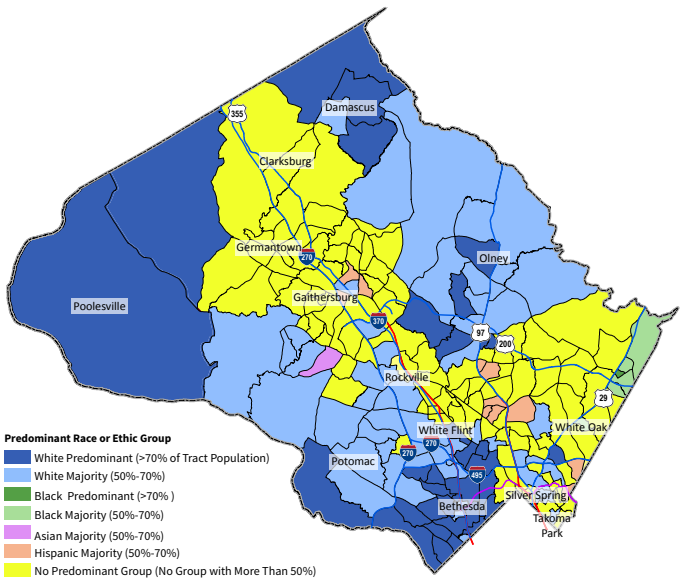 Damascus
355
Clarksburg
Germantown
270
Olney
Gaithersburg
Poolesville
370
97
200
Rockville
29
White Flint
White Oak
270
270
Potomac
495
Silver Spring
Bethesda
Takoma
Park
Predominant Race or Ethic Group
White Predominant (>70% of Tract Population)
White Majority (50%-70%)
Black Predominant (>70% )
Black Majority (50%-70%)
Asian Majority (50%-70%)
Hispanic Majority (50%-70%)
No Predominant Group (No Group with More Than 50%)